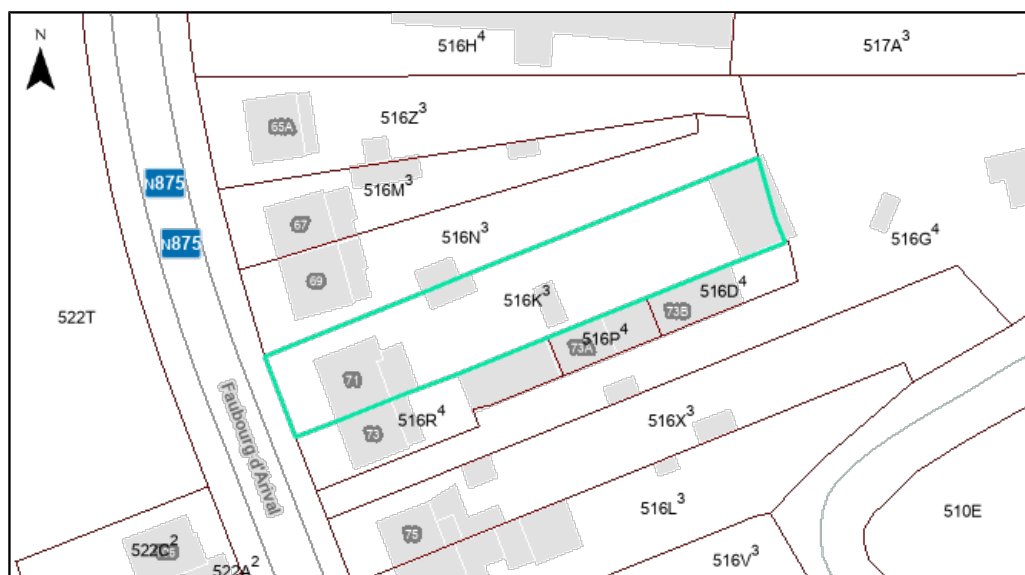 N
516H⁴
517A³
516Z³
65A
N875
516M³
67
516N³
N875
516G⁴
69
516D⁴
516K³
73B
522T
516P⁴
73A
71
Faubourg d'Arival
516R⁴
516X³
73
516L³
510E
75
522C²
516V³
522A²